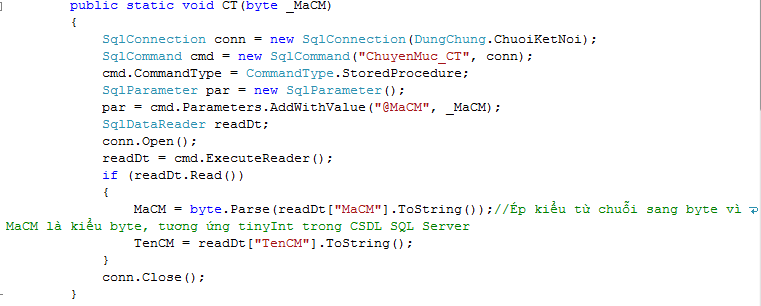 public static void CT(byte _MaCM)
{
SqlConnection conn = new SqlConnection(DungChung.ChuoiKetNoi);
SqlCommand cmd = new SqlCommand("ChuyenMuc_CT", conn);
cmd.CommandType = CommandType.StoredProcedure;
SqlParameter par = new SqlParameter();
par = cmd.Parameters.AddWithValue("@MaCM", _MaCM);
SqlDataReader readDt;
conn.Open();
readDt = cmd.ExecuteReader();
if (readDt.Read())
{
MaCM = byte.Parse(readDt["MaCM"].ToString());//Ép kiểu từ chuỗi sang byte vì
MaCM là kiểu byte, tương ứng tinyInt trong CSDL SQL Server
TenCM = readDt["TenCM"].ToString();
}
conn.Close();
}